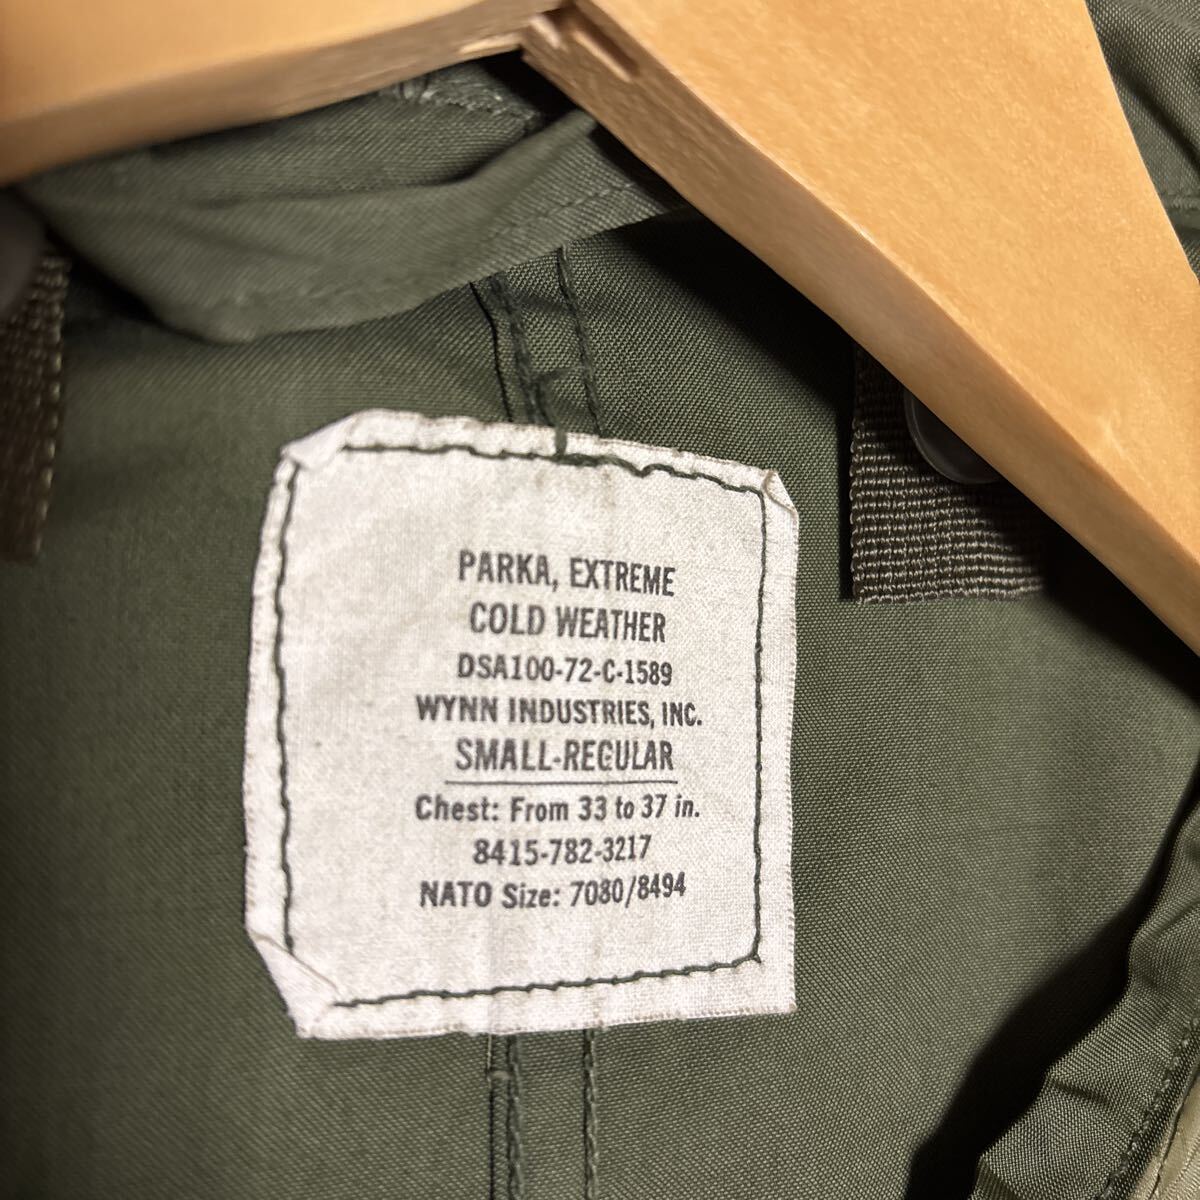 PARKA, EXTREME
COLD WEATHER
DSA100-72-C-1589
WYNN INDUSTRIES, INC.
SMALL-REGULAR
Chest: From 33 to 37 in.
8415-782-3217
NATO Size: 7080/8494